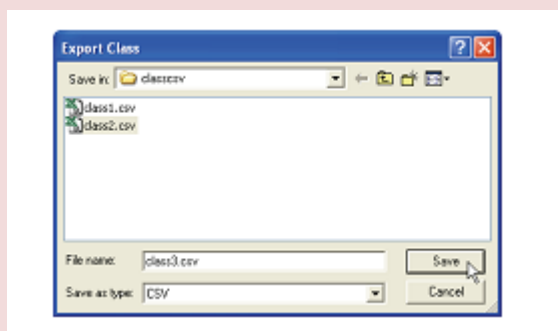 Export Class
Save in: classcsv
class1.csv
class2.csv
File name: class3.csv Save
Save as type: CSV Cancel